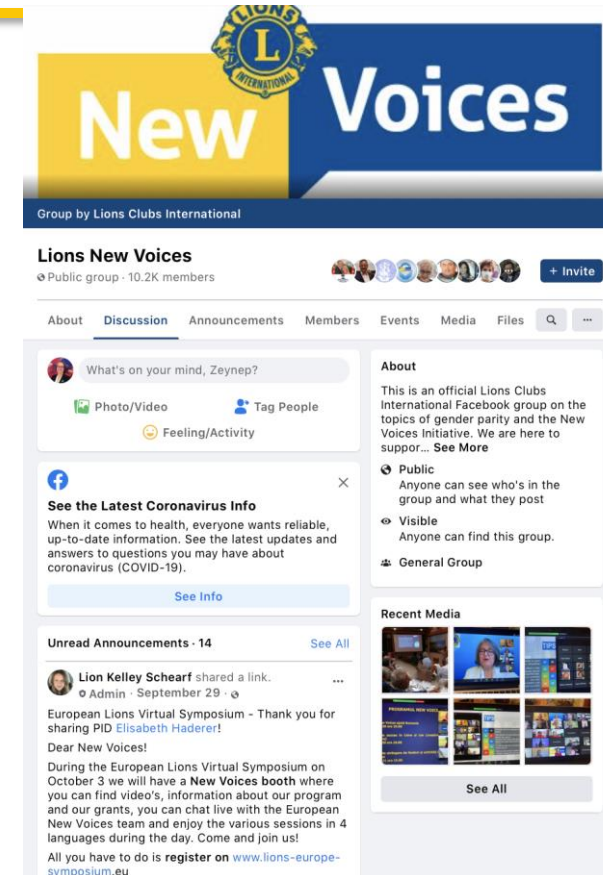 LIONS
L
INTERNATIONAL
New
Voices
Group by Lions Clubs International
Lions New Voices
Public group · 10.2K members
+ Invite
About Discussion Announcements Members Events Media Files
What's on your mind, Zeynep?
Photo/Video
Tag People
Feeling/Activity
See the Latest Coronavirus Info
When it comes to health, everyone wants reliable,
up-to-date information. See the latest updates and
answers to questions you may have about
coronavirus (COVID-19).
See Info
Unread Announcements · 14
See All
Lion Kelley Schearf shared a link.
Admin · September 29
European Lions Virtual Symposium - Thank you for
sharing PID Elisabeth Haderer!
Dear New Voices!
During the European Lions Virtual Symposium on
October 3 we will have a New Voices booth where
you can find video's, information about our program
and our grants, you can chat live with the European
New Voices team and enjoy the various sessions in 4
languages during the day. Come and join us!
All you have to do is register on www.lions-europe-
symposium.eu
About
This is an official Lions Clubs
International Facebook group on the
topics of gender parity and the New
Voices Initiative. We are here to
suppor... See More
Public
Anyone can see who's in the
group and what they post
Visible
Anyone can find this group.
General Group
Recent Media
See All